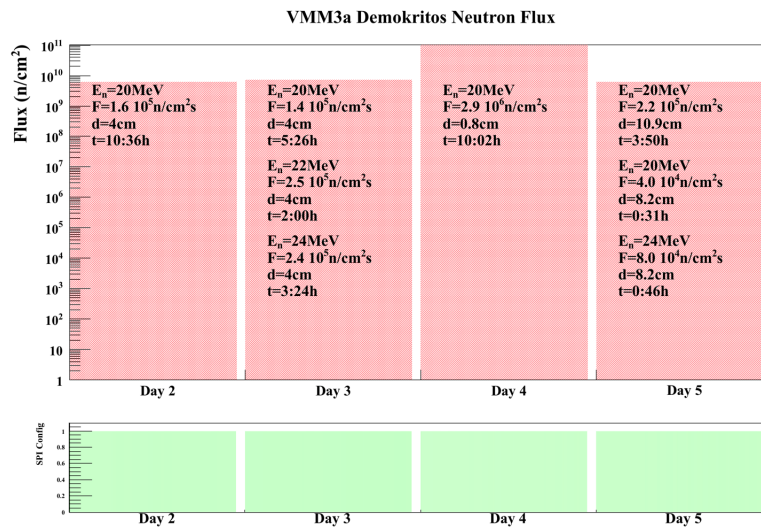 VMM3a Demokritos Neutron Flux
Flux (n/cm²)
10¹¹
10¹⁰
10⁹
10⁸
10⁷
10⁶
10⁵
10⁴
10³
10²
10
1
Eₙ=20MeV
F=1.6 10⁵n/cm²s
d=4cm
t=10:36h
Eₙ=20MeV
F=1.4 10⁵n/cm²s
d=4cm
t=5:26h
Eₙ=22MeV
F=2.5 10⁵n/cm²s
d=4cm
t=2:00h
Eₙ=24MeV
F=2.4 10⁵n/cm²s
d=4cm
t=3:24h
Eₙ=20MeV
F=2.9 10⁶n/cm²s
d=0.8cm
t=10:02h
Eₙ=20MeV
F=2.2 10⁵n/cm²s
d=10.9cm
t=3:50h
Eₙ=20MeV
F=4.0 10⁴n/cm²s
d=8.2cm
t=0:31h
Eₙ=24MeV
F=8.0 10⁴n/cm²s
d=8.2cm
t=0:46h
Day 2 Day 3 Day 4 Day 5
SPI Config
1
0.8
0.6
0.4
0.2
0
Day 2 Day 3 Day 4 Day 5